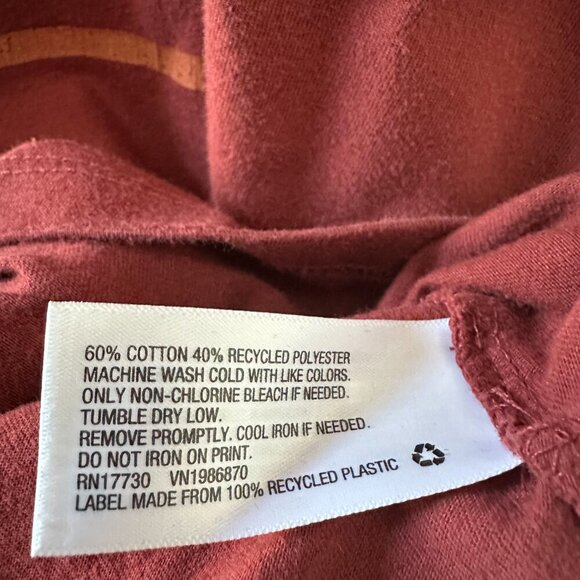 60% COTTON 40% RECYCLED POLYESTER
MACHINE WASH COLD WITH LIKE COLORS.
ONLY NON-CHLORINE BLEACH IF NEEDED.
TUMBLE DRY LOW.
REMOVE PROMPTLY. COOL IRON IF NEEDED.
DO NOT IRON ON PRINT.
RN17730 VN1986870
LABEL MADE FROM 100% RECYCLED PLASTIC